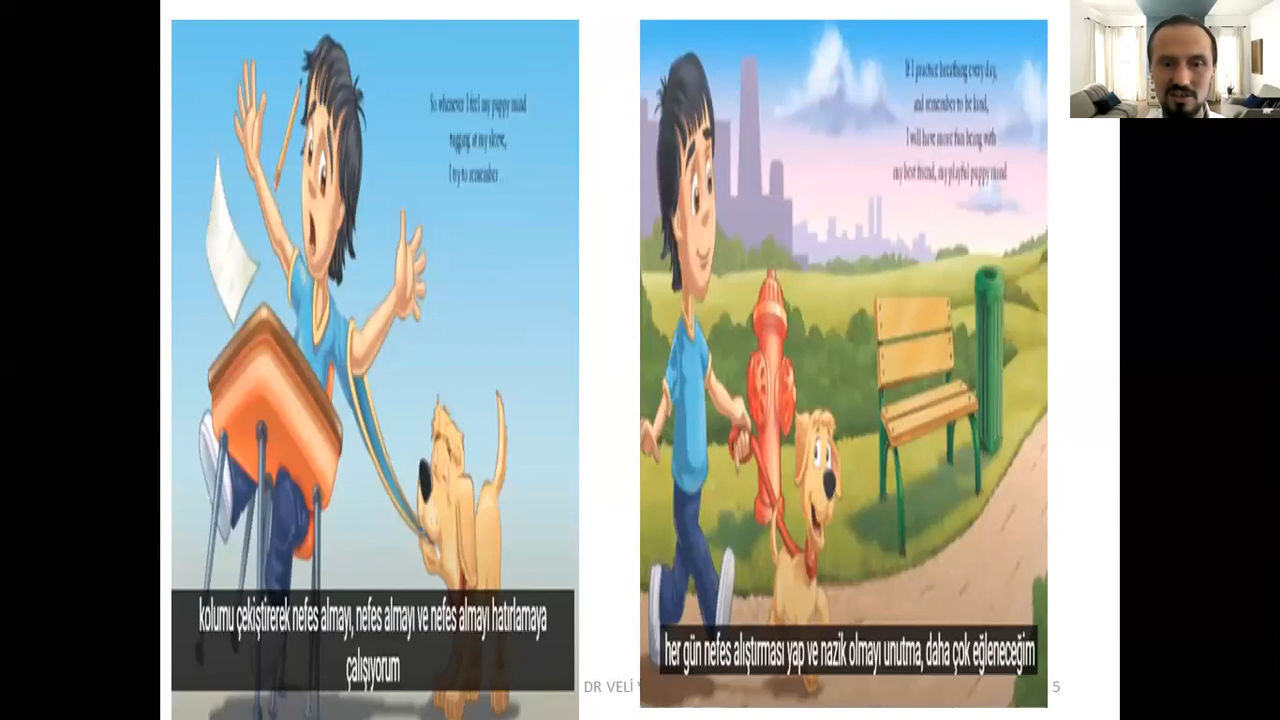 So whenever I feel my puppy mind
tugging at my sleeve,
I try to remember
kolumu çekiştirerek nefes almayı, nefes almayı ve nefes almayı hatırlamaya
çalışıyorum
If I practice breathing every day,
and remember to be kind,
I will have more fun being with
my best friend, my playful puppy mind
her gün nefes alıştırması yap ve nazik olmayı unutma, daha çok eğleneceğim
DR VELİ
5